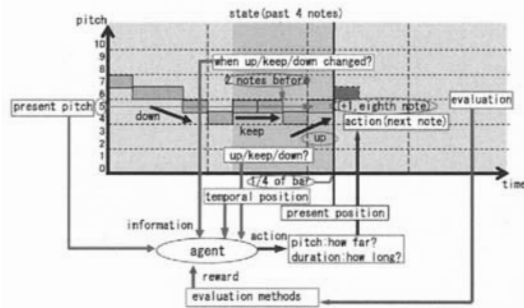 state(past 4 notes)
pitch
10
9
8
7
6
5
4
3
2
1
0
when up/keep/down changed?
2 notes before
present pitch
evaluation
(+1, eighth note)
action(next note)
down
keep
up
up/keep/down?
1/4 of bar
time
temporal position
present position
information
action
agent
pitch:how far?
duration:how long?
reward
evaluation methods